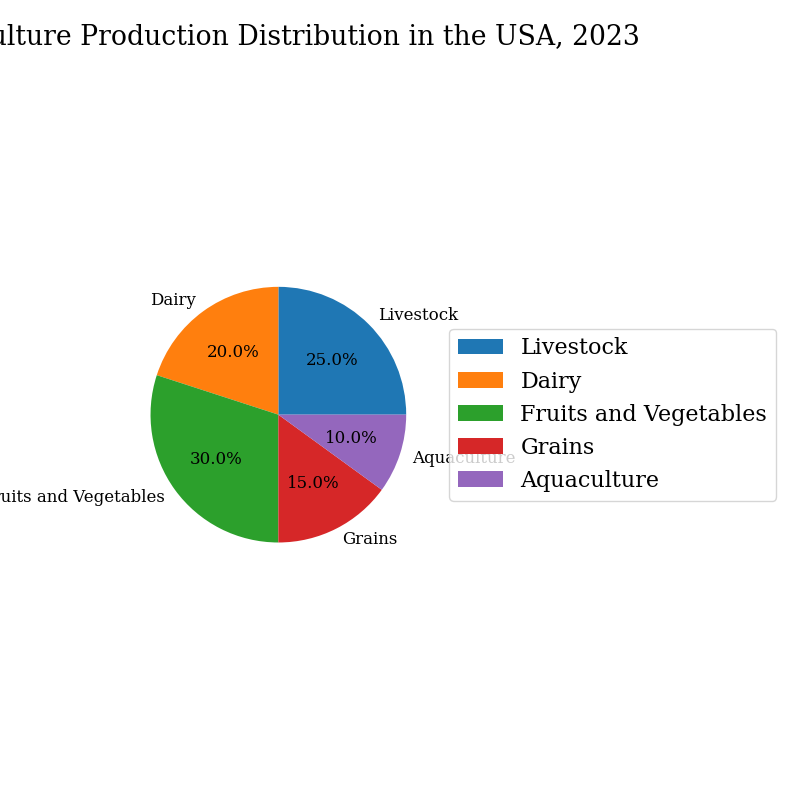 ulture Production Distribution in the USA, 2023
Dairy
Livestock
20.0%
25.0%
30.0%
10.0%
15.0%
ruits and Vegetables
Aquaculture
Grains
Livestock
Dairy
Fruits and Vegetables
Grains
Aquaculture